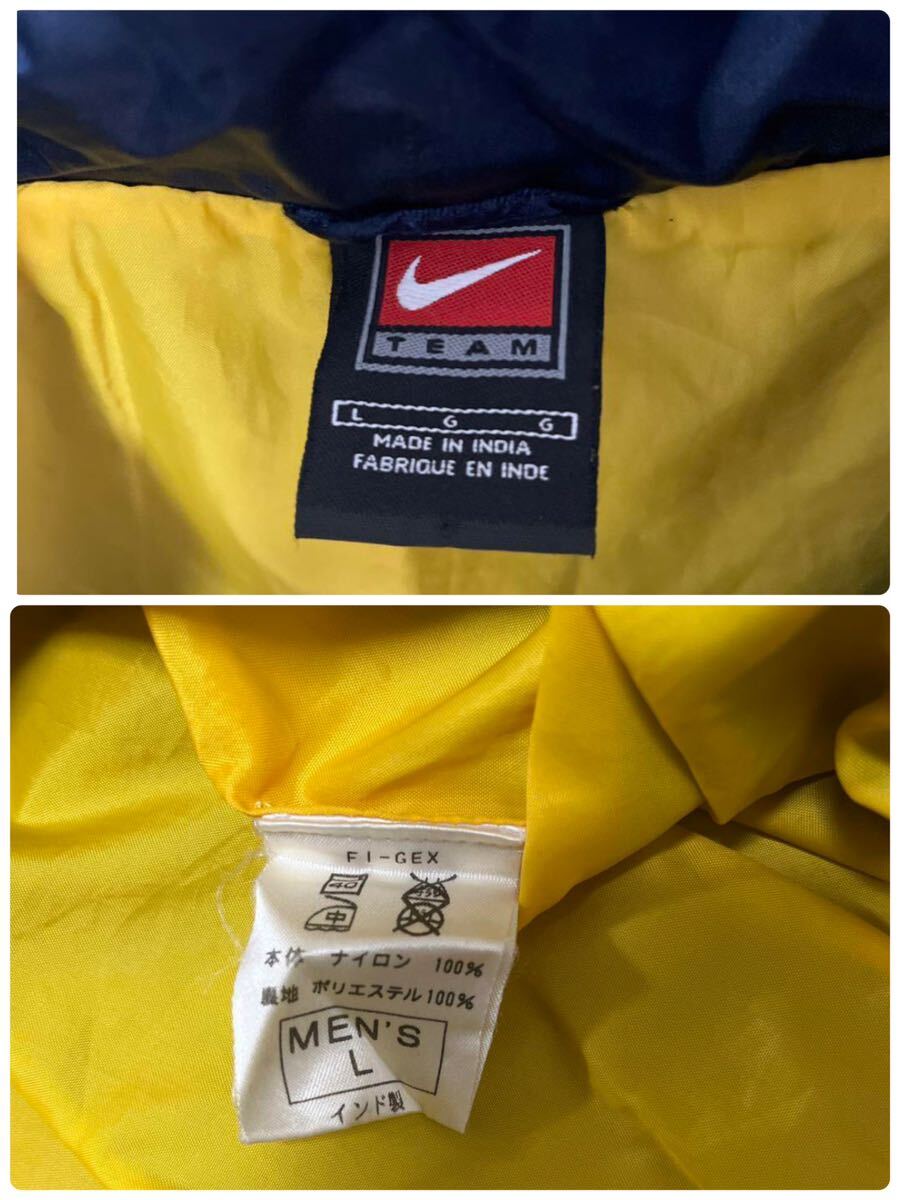 TEAM
L G G
MADE IN INDIA
FABRIQUE EN INDE
FI-GEX
40
中
本体 ナイロン 100%
裏地 ポリエステル100%
MEN'S
L
インド製